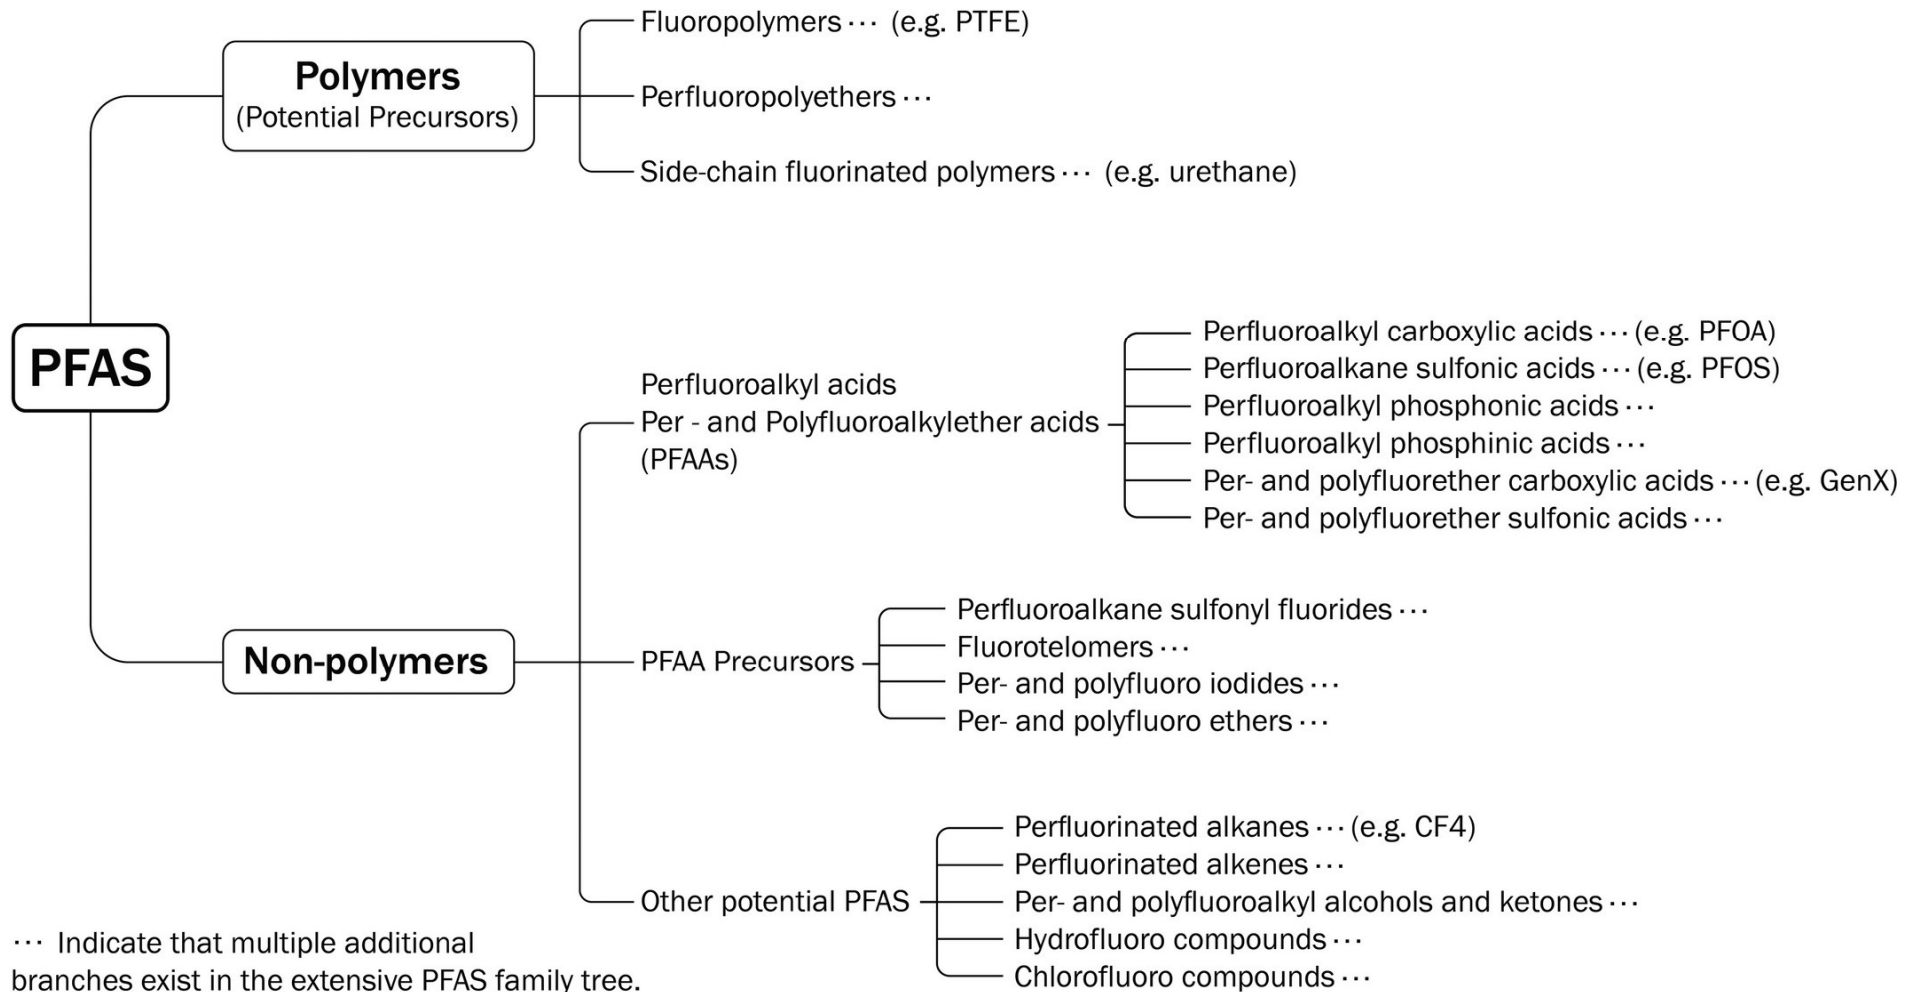 Fluoropolymers ··· (e.g. PTFE)
Polymers
(Potential Precursors)
Perfluoropolyethers ···
Side-chain fluorinated polymers ··· (e.g. urethane)
PFAS
Perfluoroalkyl acids
Per - and Polyfluoroalkylether acids
(PFAAs)
Perfluoroalkyl carboxylic acids ··· (e.g. PFOA)
Perfluoroalkane sulfonic acids ··· (e.g. PFOS)
Perfluoroalkyl phosphonic acids ···
Perfluoroalkyl phosphinic acids ···
Per- and polyfluorether carboxylic acids ··· (e.g. GenX)
Per- and polyfluorether sulfonic acids ···
Non-polymers
PFAA Precursors
Perfluoroalkane sulfonyl fluorides ···
Fluorotelomers ···
Per- and polyfluoro iodides ···
Per- and polyfluoro ethers ···
Other potential PFAS
Perfluorinated alkanes ··· (e.g. CF4)
Perfluorinated alkenes ···
Per- and polyfluoroalkyl alcohols and ketones ···
Hydrofluoro compounds ···
Chlorofluoro compounds ···
··· Indicate that multiple additional
branches exist in the extensive PFAS family tree.